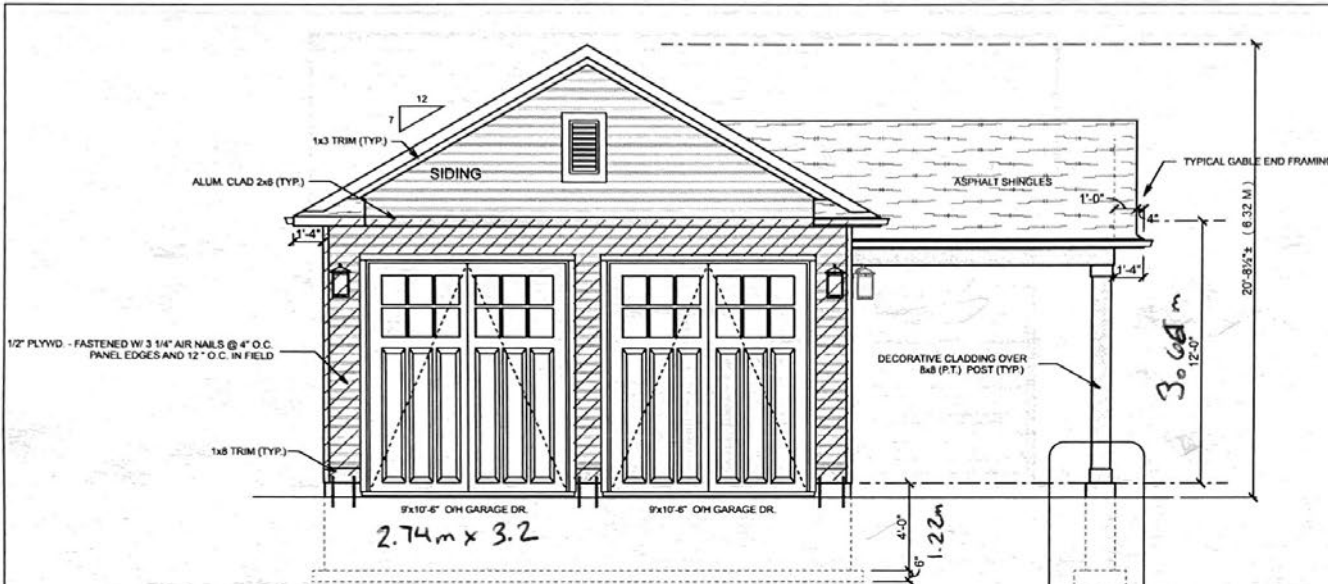 12
7
1x3 TRIM (TYP.)
SIDING
ALUM. CLAD 2x6 (TYP.)
ASPHALT SHINGLES
TYPICAL GABLE END FRAMING
1'-0"
4"
1'-4"
1'-4"
20'-8½"± (6.32 M)
1/2" PLYWD. - FASTENED W/ 3 1/4" AIR NAILS @ 4" O.C.
PANEL EDGES AND 12" O.C. IN FIELD
DECORATIVE CLADDING OVER
8x8 (P.T.) POST (TYP.)
12'-0"
1x8 TRIM (TYP.)
9'x10'-6" O/H GARAGE DR.
9'x10'-6" O/H GARAGE DR.
2.74m x 3.2
4'-0"
1.22m
6"